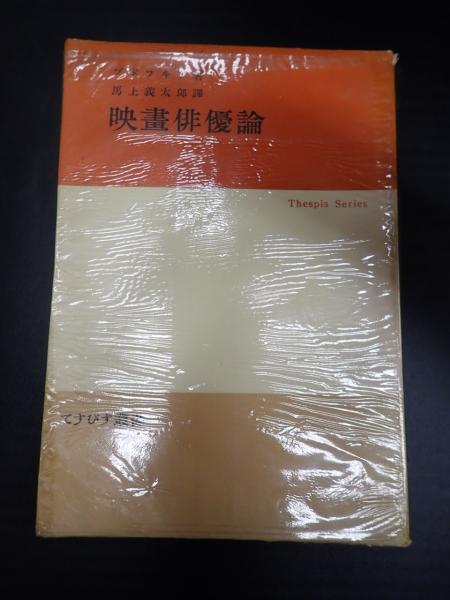 プドフキン著
馬上義太郎譯
映畫俳優論
Thespis Series
てすぴす叢書